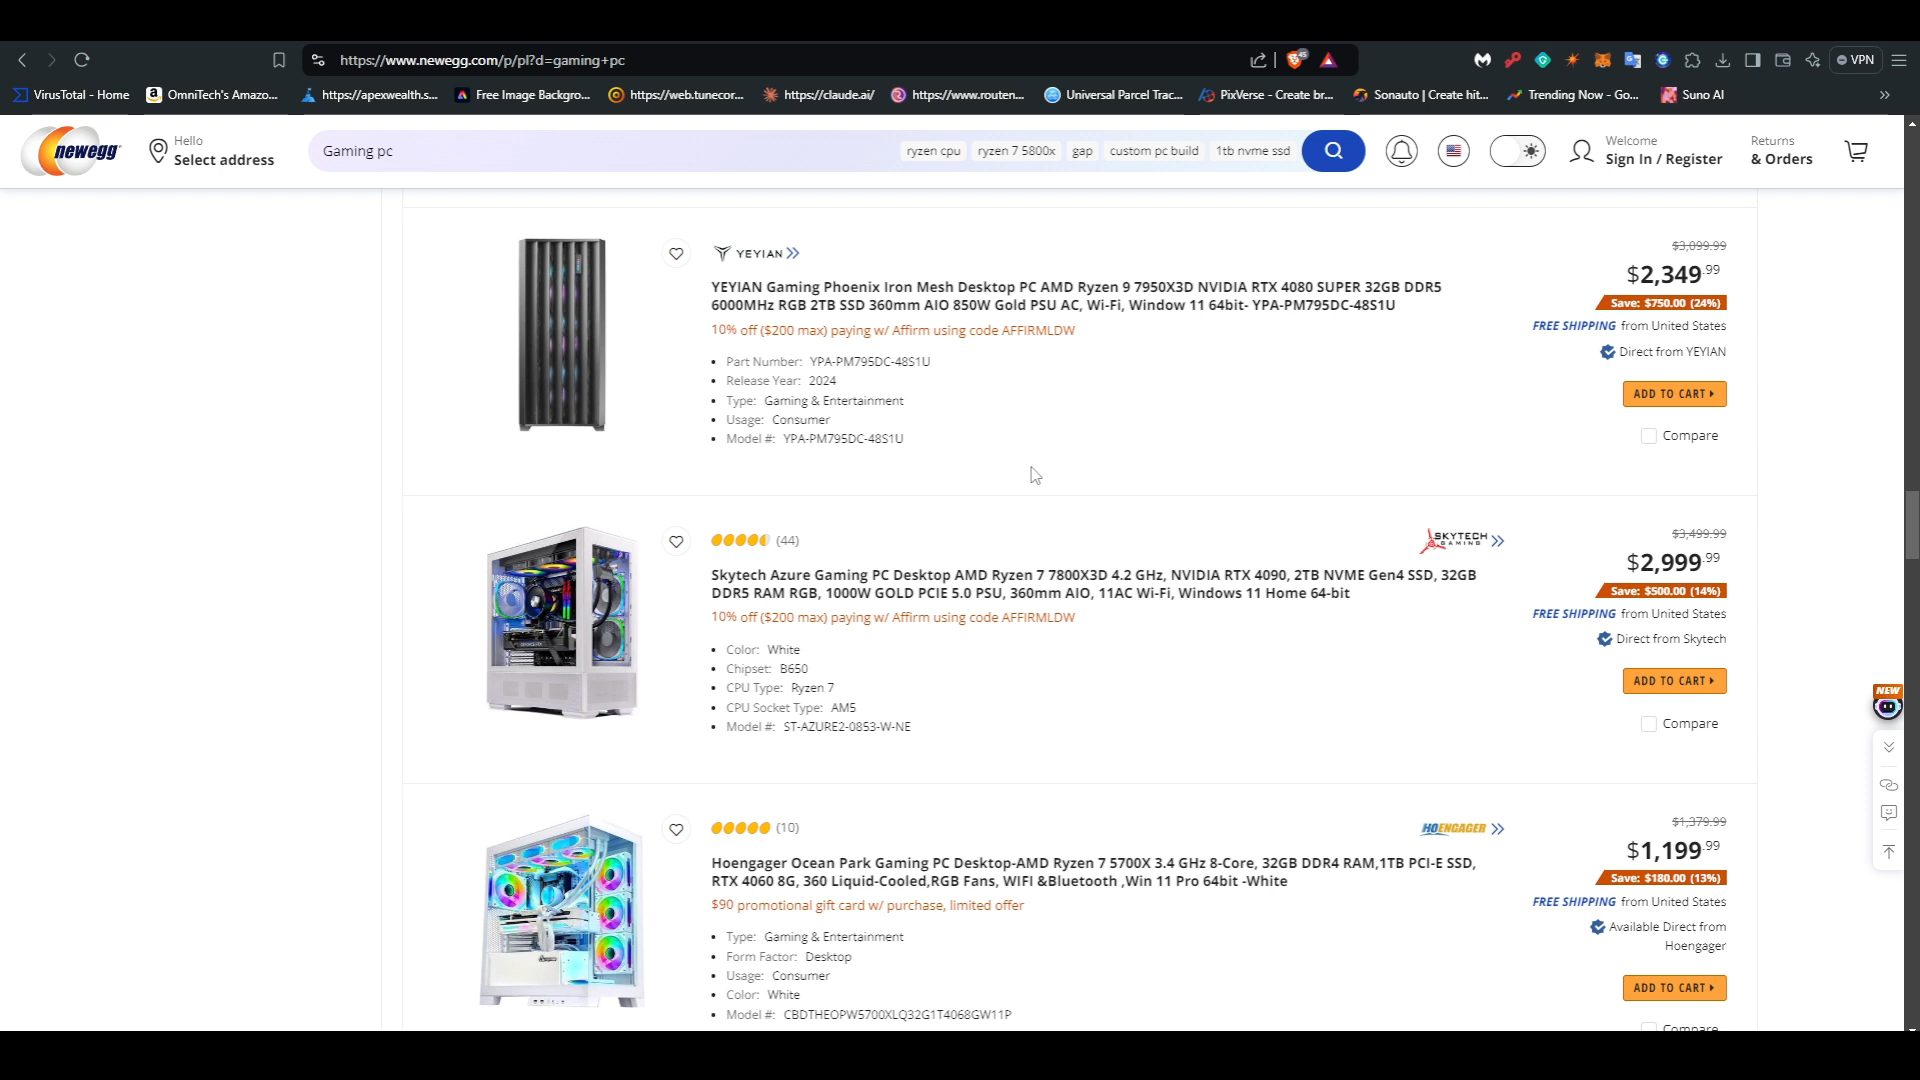 https://www.newegg.com/p/pl?d=gaming+pc
45
VPN
VirusTotal - Home
OmniTech's Amazo...
https://apexwealth.s...
Free Image Backgro...
https://web.tunecor...
https://claude.ai/
https://www.routen...
Universal Parcel Trac...
PixVerse - Create br...
Sonauto | Create hit...
Trending Now - Go...
Suno AI
newegg
Hello
Select address
Gaming pc
ryzen cpu
ryzen 7 5800x
gap
custom pc build
1tb nvme ssd
Welcome
Sign In / Register
Returns
& Orders
YEYIAN
YEYIAN Gaming Phoenix Iron Mesh Desktop PC AMD Ryzen 9 7950X3D NVIDIA RTX 4080 SUPER 32GB DDR5
6000MHz RGB 2TB SSD 360mm AIO 850W Gold PSU AC, Wi-Fi, Window 11 64bit- YPA-PM795DC-48S1U
10% off ($200 max) paying w/ Affirm using code AFFIRMLDW
• Part Number: YPA-PM795DC-48S1U
• Release Year: 2024
• Type: Gaming & Entertainment
• Usage: Consumer
• Model #: YPA-PM795DC-48S1U
$3,099.99
$2,349.99
Save: $750.00 (24%)
FREE SHIPPING from United States
Direct from YEYIAN
ADD TO CART
Compare
(44)
SKYTECH
GAMING
Skytech Azure Gaming PC Desktop AMD Ryzen 7 7800X3D 4.2 GHz, NVIDIA RTX 4090, 2TB NVME Gen4 SSD, 32GB
DDR5 RAM RGB, 1000W GOLD PCIE 5.0 PSU, 360mm AIO, 11AC Wi-Fi, Windows 11 Home 64-bit
10% off ($200 max) paying w/ Affirm using code AFFIRMLDW
• Color: White
• Chipset: B650
• CPU Type: Ryzen 7
• CPU Socket Type: AM5
• Model #: ST-AZURE2-0853-W-NE
$3,499.99
$2,999.99
Save: $500.00 (14%)
FREE SHIPPING from United States
Direct from Skytech
ADD TO CART
Compare
NEW
(10)
HOENGAGER
Hoengager Ocean Park Gaming PC Desktop-AMD Ryzen 7 5700X 3.4 GHz 8-Core, 32GB DDR4 RAM,1TB PCI-E SSD,
RTX 4060 8G, 360 Liquid-Cooled,RGB Fans, WIFI &Bluetooth ,Win 11 Pro 64bit -White
$90 promotional gift card w/ purchase, limited offer
• Type: Gaming & Entertainment
• Form Factor: Desktop
• Usage: Consumer
• Color: White
• Model #: CBDTHEOPW5700XLQ32G1T4068GW11P
$1,379.99
$1,199.99
Save: $180.00 (13%)
FREE SHIPPING from United States
Available Direct from
Hoengager
ADD TO CART
Compare